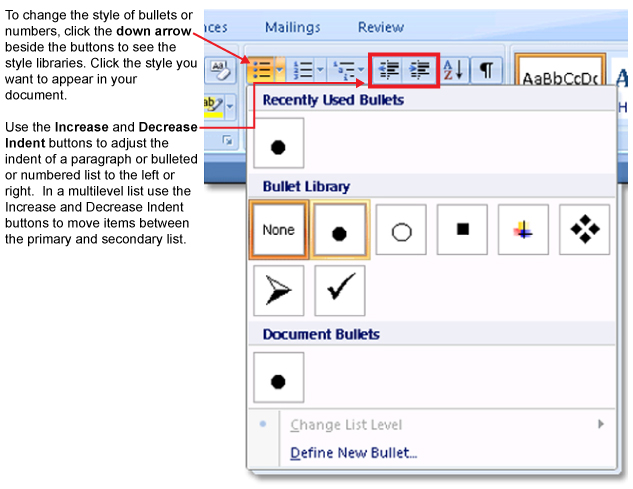 To change the style of bullets or
numbers, click the down arrow
beside the buttons to see the
style libraries. Click the style you
want to appear in your
document.
Use the Increase and Decrease
Indent buttons to adjust the
indent of a paragraph or bulleted
or numbered list to the left or
right.  In a multilevel list use the
Increase and Decrease Indent
buttons to move items between
the primary and secondary list.
nces Mailings Review
AaBbCcDc
Recently Used Bullets
Bullet Library
None
Document Bullets
Change List Level
Define New Bullet...